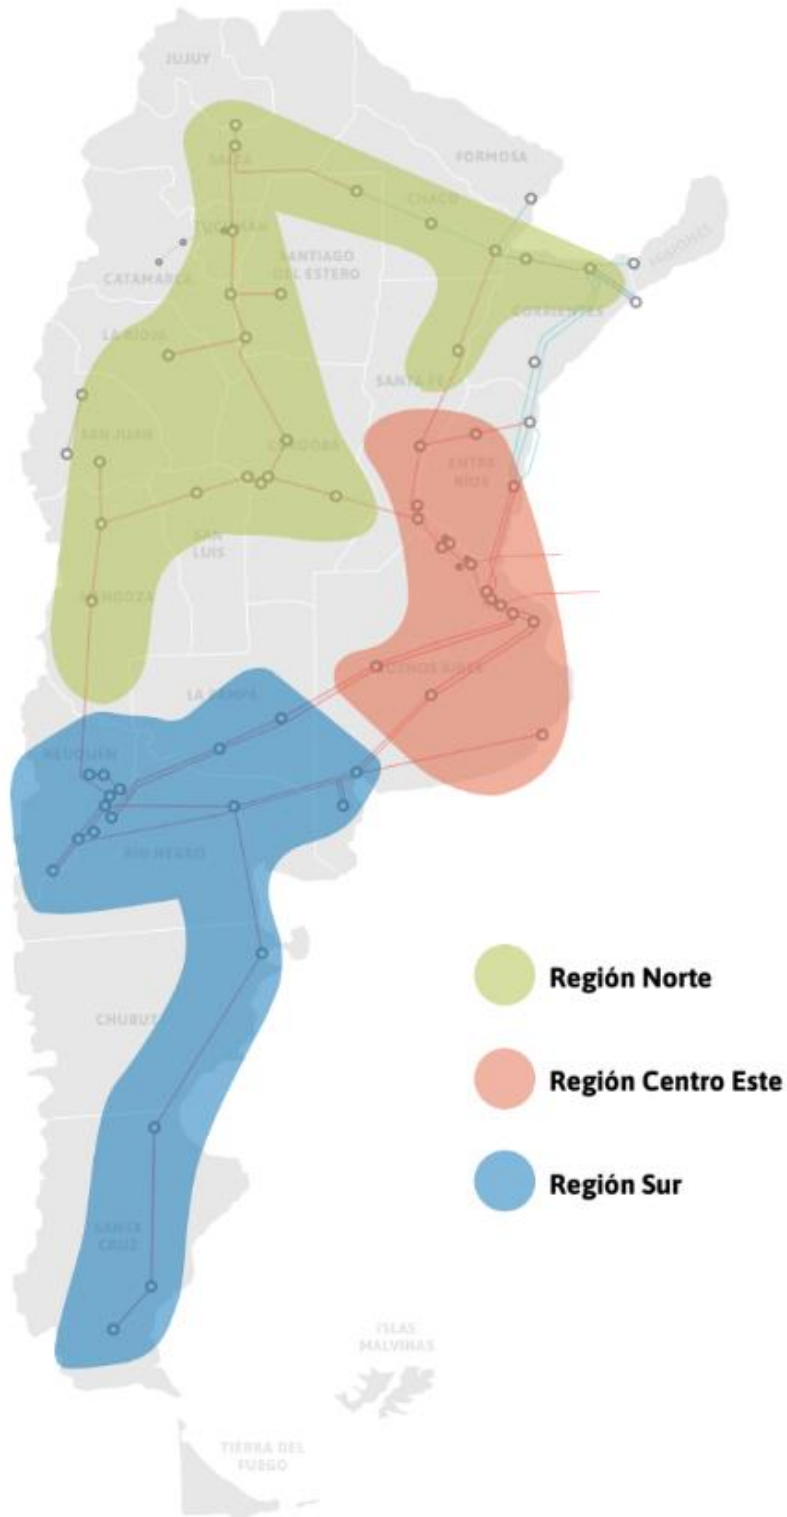 JUJUY
FORMOSA
SALTA
CHACO
TUCUMAN
MISIONES
SANTIAGO
DEL ESTERO
CATAMARCA
CORRIENTES
LA RIOJA
SANTA FE
SAN JUAN
CÓRDOBA
ENTRE
RÍOS
SAN
LUIS
MENDOZA
BUENOS AIRES
LA PAMPA
NEUQUÉN
RÍO NEGRO
Región Norte
CHUBUT
Región Centro Este
Región Sur
SANTA
CRUZ
ISLAS
MALVINAS
TIERRA DEL
FUEGO